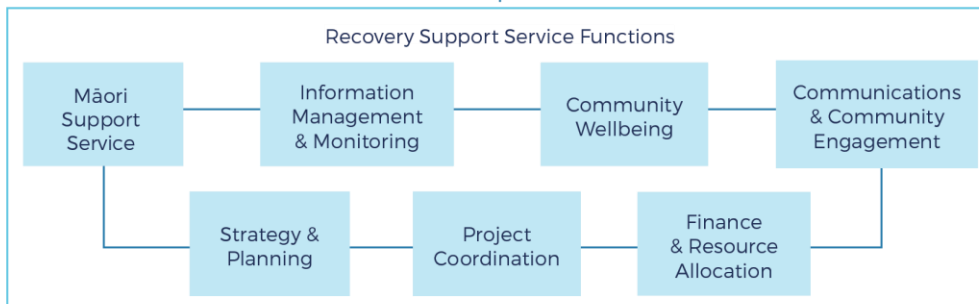 Recovery Support Service Functions
Māori
Support
Service
Information
Management
& Monitoring
Community
Wellbeing
Communications
& Community
Engagement
Strategy &
Planning
Project
Coordination
Finance
& Resource
Allocation